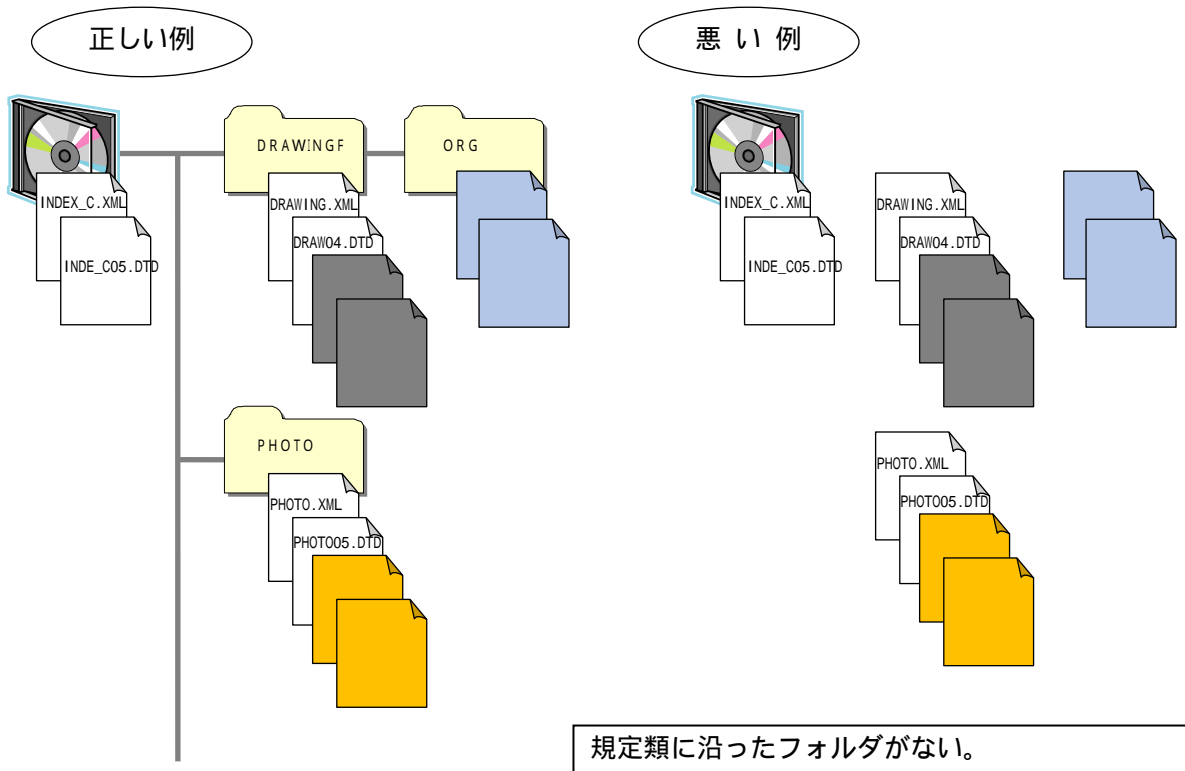 正しい例
悪 い 例
DRAWINGF
ORG
INDEX_C.XML
INDE_C05.DTD
DRAWING.XML
DRAW04.DTD
INDEX_C.XML
INDE_C05.DTD
DRAWING.XML
DRAW04.DTD
PHOTO
PHOTO.XML
PHOTO05.DTD
PHOTO.XML
PHOTO05.DTD
規定類に沿ったフォルダがない。